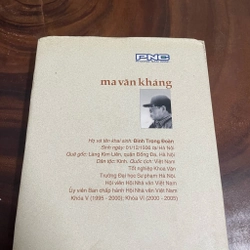 PNC
ma văn kháng
Họ và tên khai sinh: Đinh Trọng Đoàn
Sinh ngày: 01/12/1936 tại Hà Nội
Quê gốc: Làng Kim Liên, quận Đống Đa, Hà Nội
Dân tộc: Kinh, Quốc tịch: Việt Nam
Tốt nghiệp Khoa Văn
Trường Đại học Sư phạm Hà Nội
Hội viên Hội Nhà văn Việt Nam
Ủy viên Ban chấp hành Hội Nhà văn Việt Nam
Khóa V (1995 - 2000); Khóa VI (2000 - 2005)